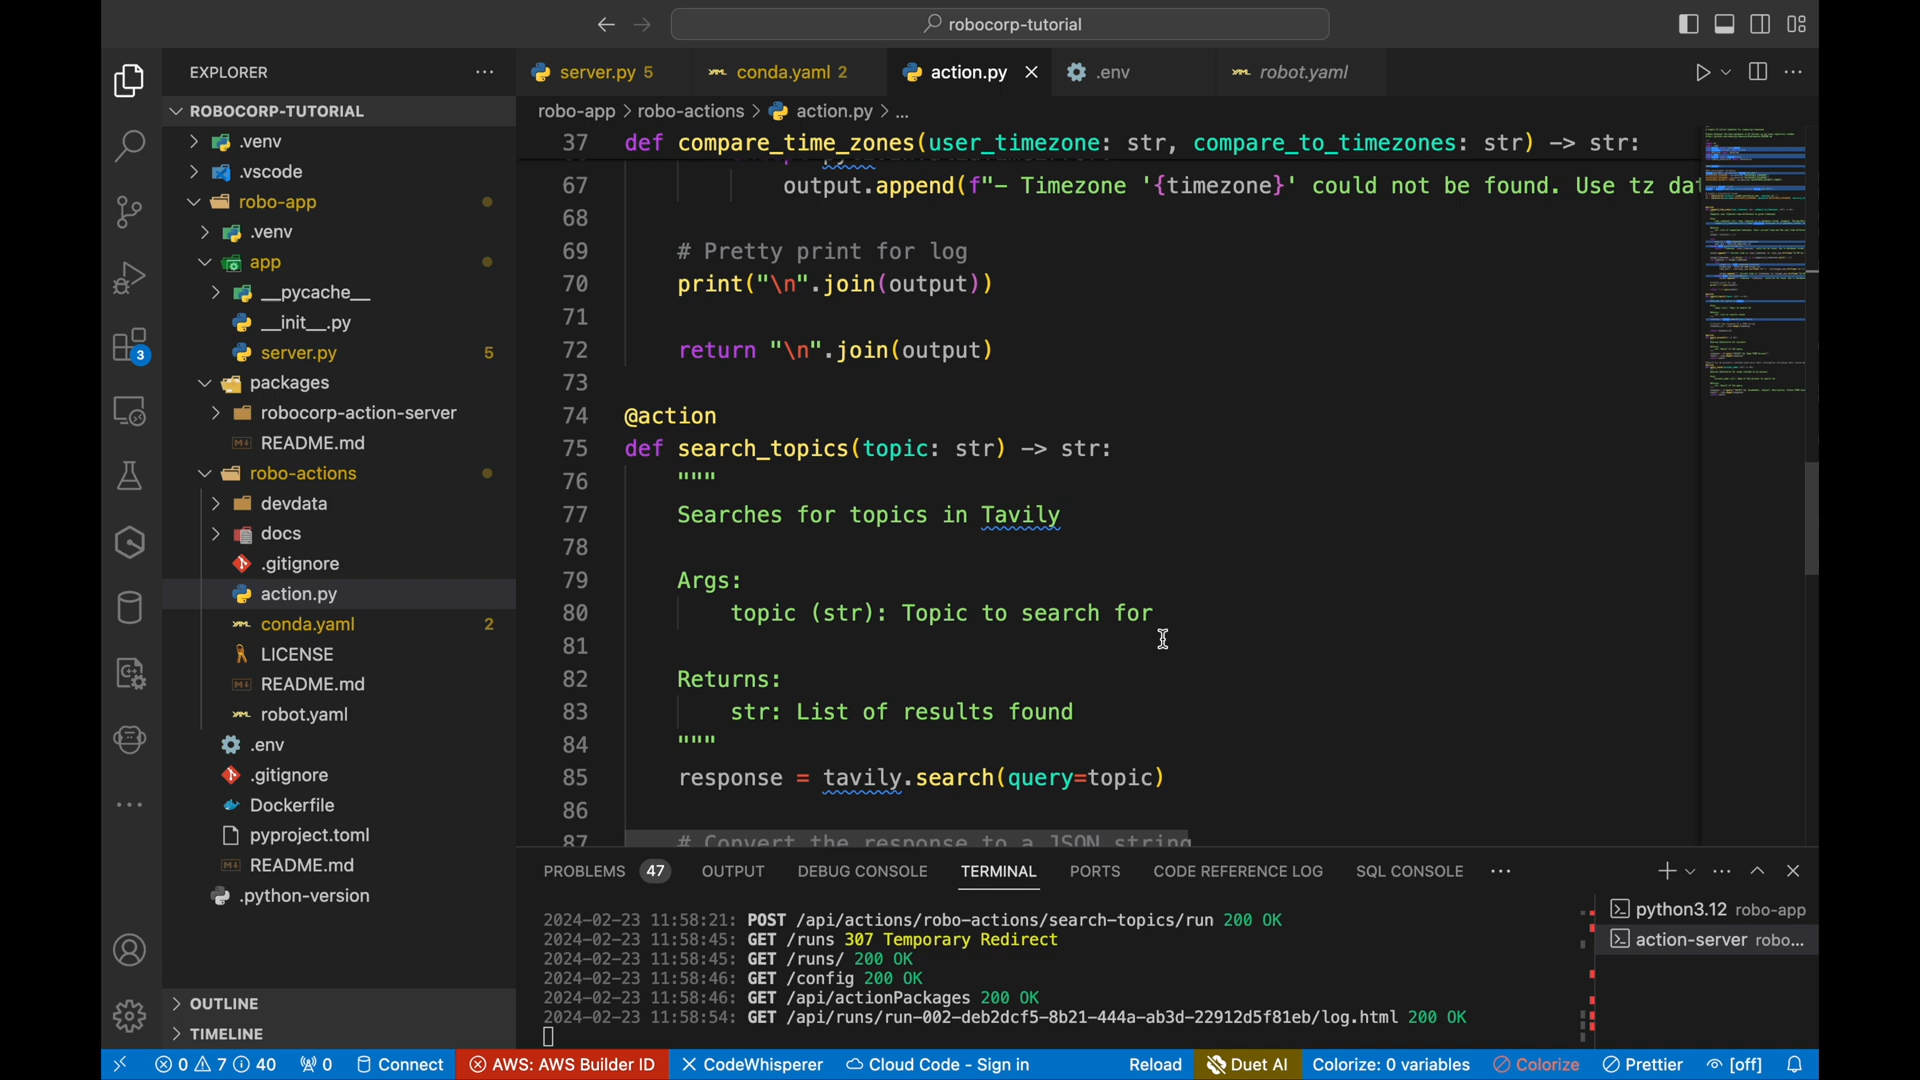 robocorp-tutorial
EXPLORER
ROBOCORP-TUTORIAL
.venv
.vscode
robo-app
.venv
app
__pycache__
__init__.py
server.py 5
packages
robocorp-action-server
README.md
robo-actions
devdata
docs
.gitignore
action.py
conda.yaml 2
LICENSE
README.md
robot.yaml
.env
.gitignore
Dockerfile
pyproject.toml
README.md
.python-version
OUTLINE
TIMELINE
3
server.py 5 conda.yaml 2 action.py .env robot.yaml
robo-app > robo-actions > action.py > ...
37 def compare_time_zones(user_timezone: str, compare_to_timezones: str) -> str:
67 output.append(f"- Timezone '{timezone}' could not be found. Use tz dat
68
69 # Pretty print for log
70 print("\n".join(output))
71
72 return "\n".join(output)
73
74 @action
75 def search_topics(topic: str) -> str:
76 """
77 Searches for topics in Tavily
78
79 Args:
80 topic (str): Topic to search for
81
82 Returns:
83 str: List of results found
84 """
85 response = tavily.search(query=topic)
86
87 # Convert the response to a JSON string
PROBLEMS 47 OUTPUT DEBUG CONSOLE TERMINAL PORTS CODE REFERENCE LOG SQL CONSOLE
2024-02-23 11:58:21: POST /api/actions/robo-actions/search-topics/run 200 OK
2024-02-23 11:58:45: GET /runs 307 Temporary Redirect
2024-02-23 11:58:45: GET /runs/ 200 OK
2024-02-23 11:58:46: GET /config 200 OK
2024-02-23 11:58:46: GET /api/actionPackages 200 OK
2024-02-23 11:58:54: GET /api/runs/run-002-deb2dcf5-8b21-444a-ab3d-22912d5f81eb/log.html 200 OK
python3.12 robo-app
action-server robo...
0 7 40 0 Connect AWS: AWS Builder ID CodeWhisperer Cloud Code - Sign in Reload Duet AI Colorize: 0 variables Colorize Prettier [off]